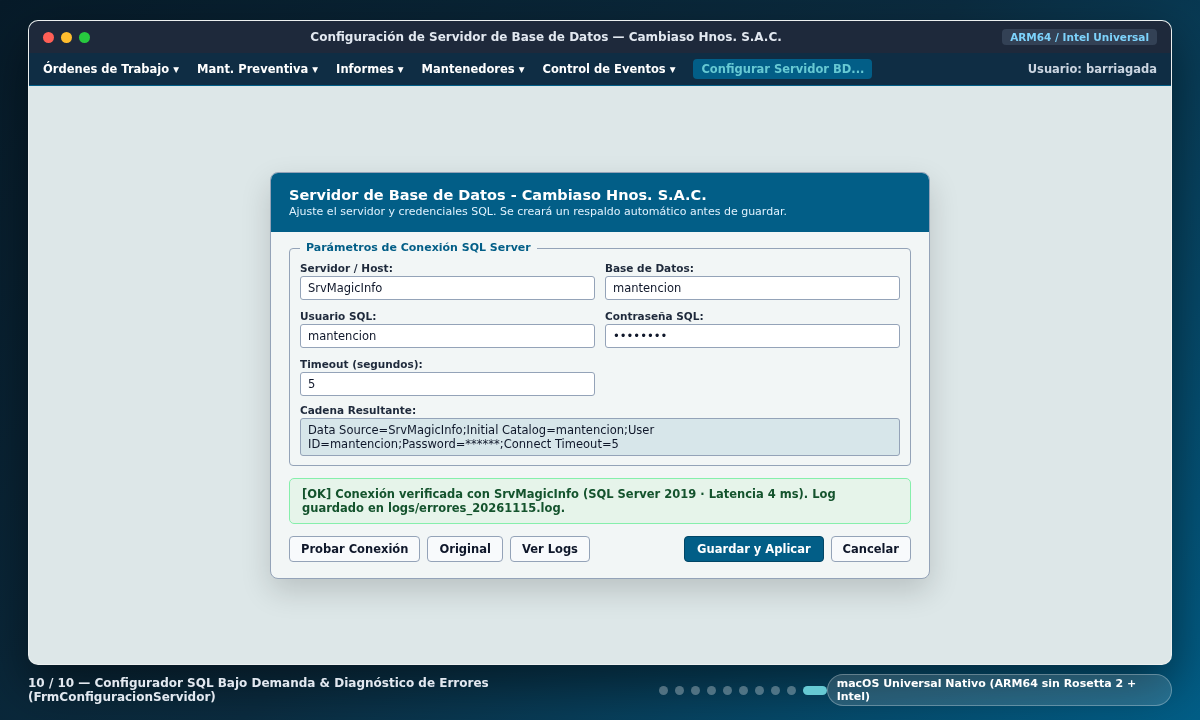 Configuración de Servidor de Base de Datos — Cambiaso Hnos. S.A.C.
ARM64 / Intel Universal
Órdenes de Trabajo ▾ Mant. Preventiva ▾ Informes ▾ Mantenedores ▾ Control de Eventos ▾ Configurar Servidor BD... Usuario: barriagada
Servidor de Base de Datos - Cambiaso Hnos. S.A.C.
Ajuste el servidor y credenciales SQL. Se creará un respaldo automático antes de guardar.
Parámetros de Conexión SQL Server
Servidor / Host: Base de Datos:
SrvMagicInfo mantencion
Usuario SQL: Contraseña SQL:
mantencion ••••••••
Timeout (segundos):
5
Cadena Resultante:
Data Source=SrvMagicInfo;Initial Catalog=mantencion;User
ID=mantencion;Password=******;Connect Timeout=5
[OK] Conexión verificada con SrvMagicInfo (SQL Server 2019 · Latencia 4 ms). Log
guardado en logs/errores_20261115.log.
Probar Conexión Original Ver Logs Guardar y Aplicar Cancelar
10 / 10 — Configurador SQL Bajo Demanda & Diagnóstico de Errores
(FrmConfiguracionServidor)
macOS Universal Nativo (ARM64 sin Rosetta 2 +
Intel)